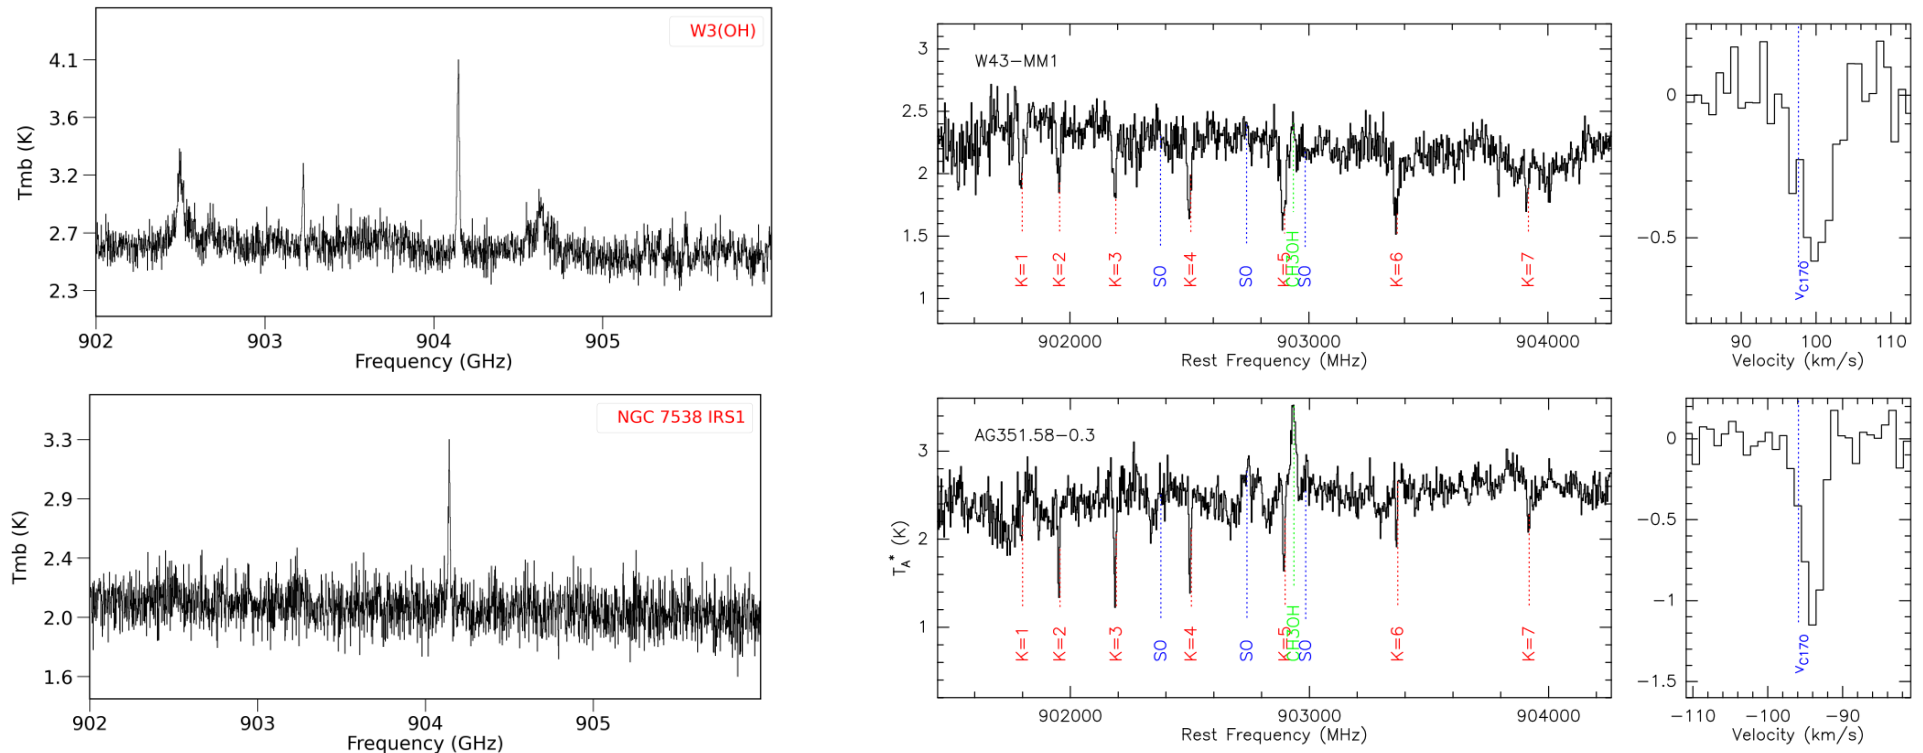 W3(OH)
4.1
3.6
3.2
2.7
2.3
Tmb (K)
902
903
904
905
Frequency (GHz)
W43-MM1
3
2.5
2
1.5
1
K=1
K=2
K=3
SO
K=4
SO
K=5
CH3OH
SO
K=6
K=7
902000
903000
904000
Rest Frequency (MHz)
0
-0.5
vC17O
90
100
110
Velocity (km/s)
NGC 7538 IRS1
3.3
2.9
2.4
2.0
1.6
Tmb (K)
902
903
904
905
Frequency (GHz)
AG351.58-0.3
3
2
1
TA* (K)
K=1
K=2
K=3
SO
K=4
SO
K=5
CH3OH
SO
K=6
K=7
902000
903000
904000
Rest Frequency (MHz)
0
-0.5
-1
-1.5
vC17O
-110
-100
-90
Velocity (km/s)